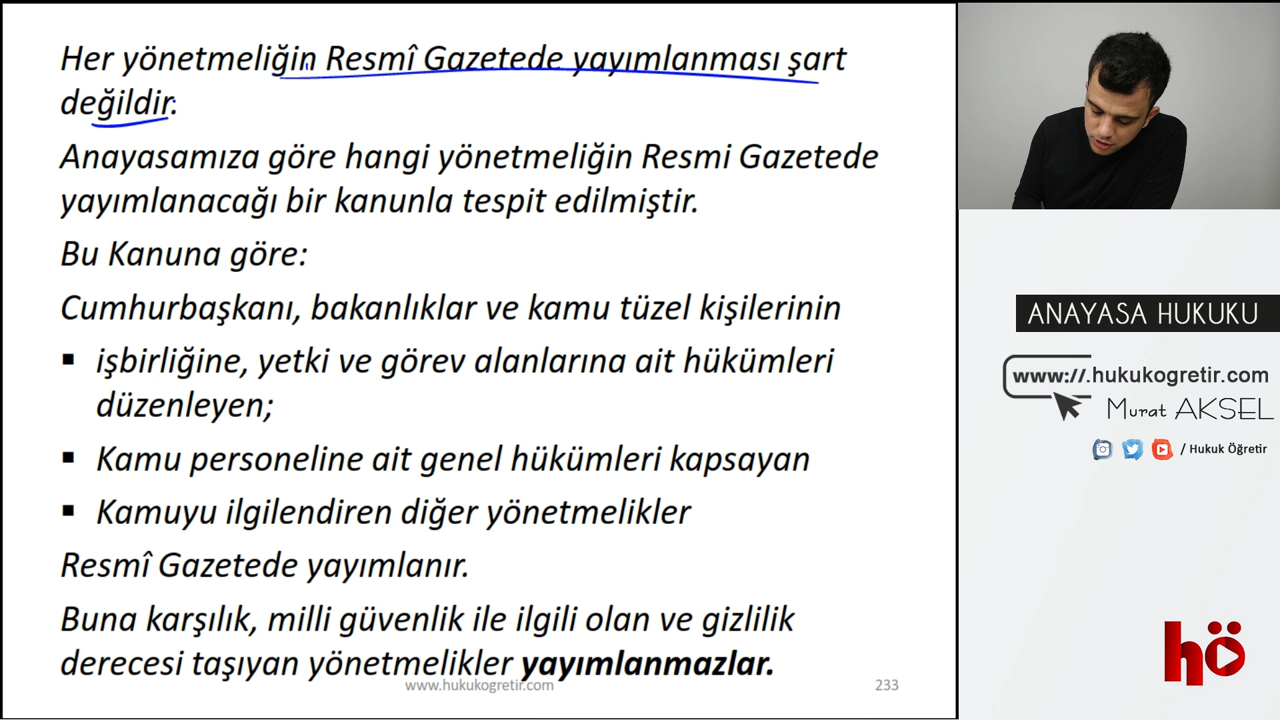 Her yönetmeliğin Resmî Gazetede yayımlanması şart
değildir.
Anayasamıza göre hangi yönetmeliğin Resmi Gazetede
yayımlanacağı bir kanunla tespit edilmiştir.
Bu Kanuna göre:
Cumhurbaşkanı, bakanlıklar ve kamu tüzel kişilerinin
▪ işbirliğine, yetki ve görev alanlarına ait hükümleri
düzenleyen;
▪ Kamu personeline ait genel hükümleri kapsayan
▪ Kamuyu ilgilendiren diğer yönetmelikler
Resmî Gazetede yayımlanır.
Buna karşılık, milli güvenlik ile ilgili olan ve gizlilik
derecesi taşıyan yönetmelikler yayımlanmazlar.
www.hukukogretir.com
233
ANAYASA HUKUKU
www://.hukukogretir.com
Murat AKSEL
/ Hukuk Öğretir
hö